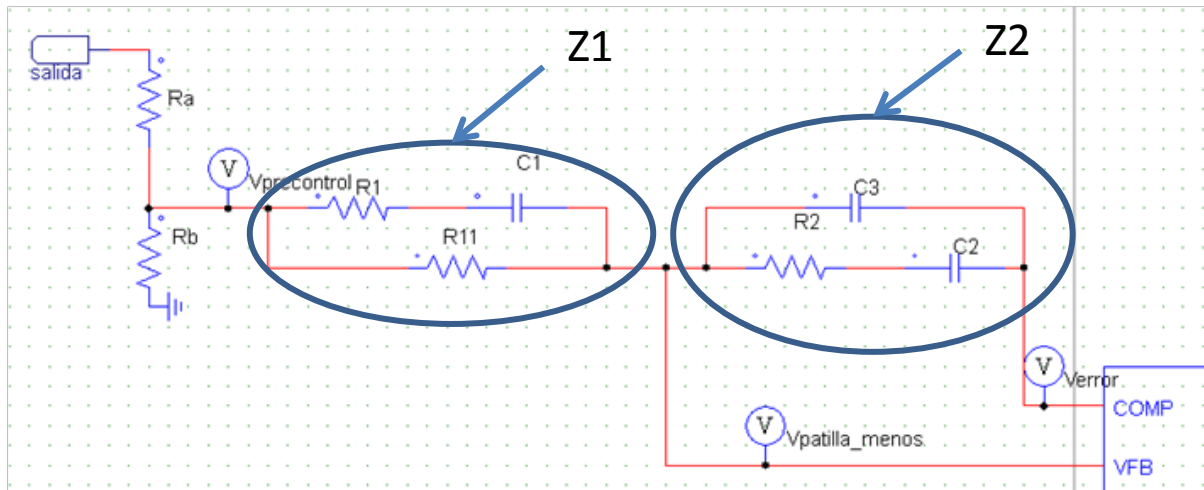 Z1
Z2
salida
Ra
V
Vprecontrol
R1
C1
C3
Rb
R11
R2
C2
V
Verror
COMP
V
Vpatilla_menos
VFB